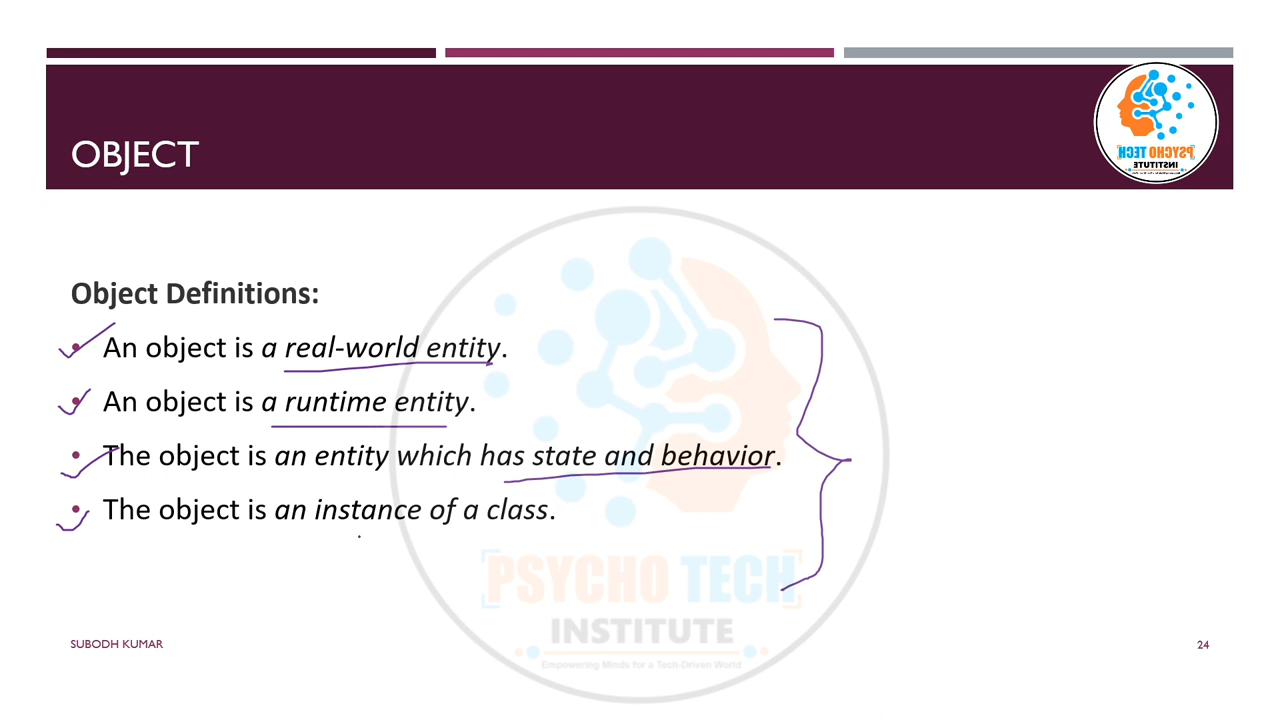 OBJECT
PSYCHO TECH
INSTITUTE
Object Definitions:
• An object is a real-world entity.
• An object is a runtime entity.
• The object is an entity which has state and behavior.
• The object is an instance of a class.
PSYCHO TECH
INSTITUTE
Empowering Minds for a Tech-Driven World
SUBODH KUMAR
24